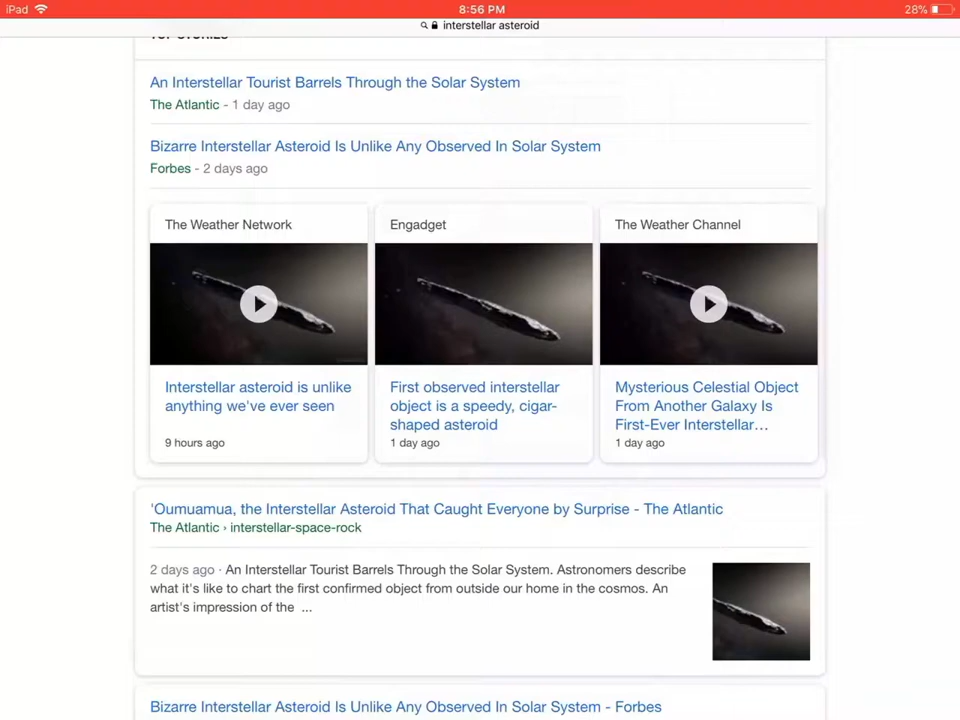 iPad 8:56 PM 28%
interstellar asteroid
TOP STORIES
An Interstellar Tourist Barrels Through the Solar System
The Atlantic - 1 day ago
Bizarre Interstellar Asteroid Is Unlike Any Observed In Solar System
Forbes - 2 days ago
The Weather Network
Interstellar asteroid is unlike
anything we've ever seen
9 hours ago
Engadget
First observed interstellar
object is a speedy, cigar-
shaped asteroid
1 day ago
The Weather Channel
Mysterious Celestial Object
From Another Galaxy Is
First-Ever Interstellar…
1 day ago
'Oumuamua, the Interstellar Asteroid That Caught Everyone by Surprise - The Atlantic
The Atlantic › interstellar-space-rock
2 days ago · An Interstellar Tourist Barrels Through the Solar System. Astronomers describe
what it's like to chart the first confirmed object from outside our home in the cosmos. An
artist's impression of the ...
Bizarre Interstellar Asteroid Is Unlike Any Observed In Solar System - Forbes